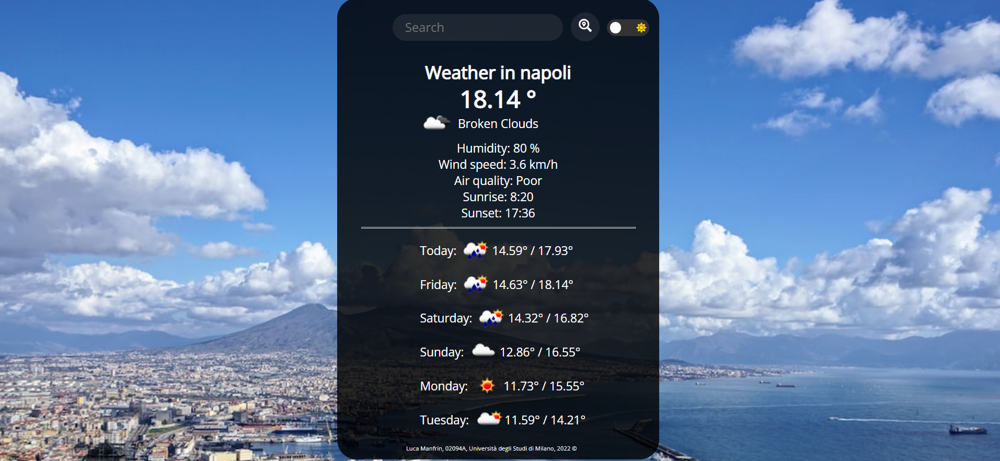 Search
Weather in napoli
18.14 °
Broken Clouds
Humidity: 80 %
Wind speed: 3.6 km/h
Air quality: Poor
Sunrise: 8:20
Sunset: 17:36
Today: 14.59° / 17.93°
Friday: 14.63° / 18.14°
Saturday: 14.32° / 16.82°
Sunday: 12.86° / 16.55°
Monday: 11.73° / 15.55°
Tuesday: 11.59° / 14.21°
Luca Manfrin, 02094A, Università degli Studi di Milano, 2022 ©